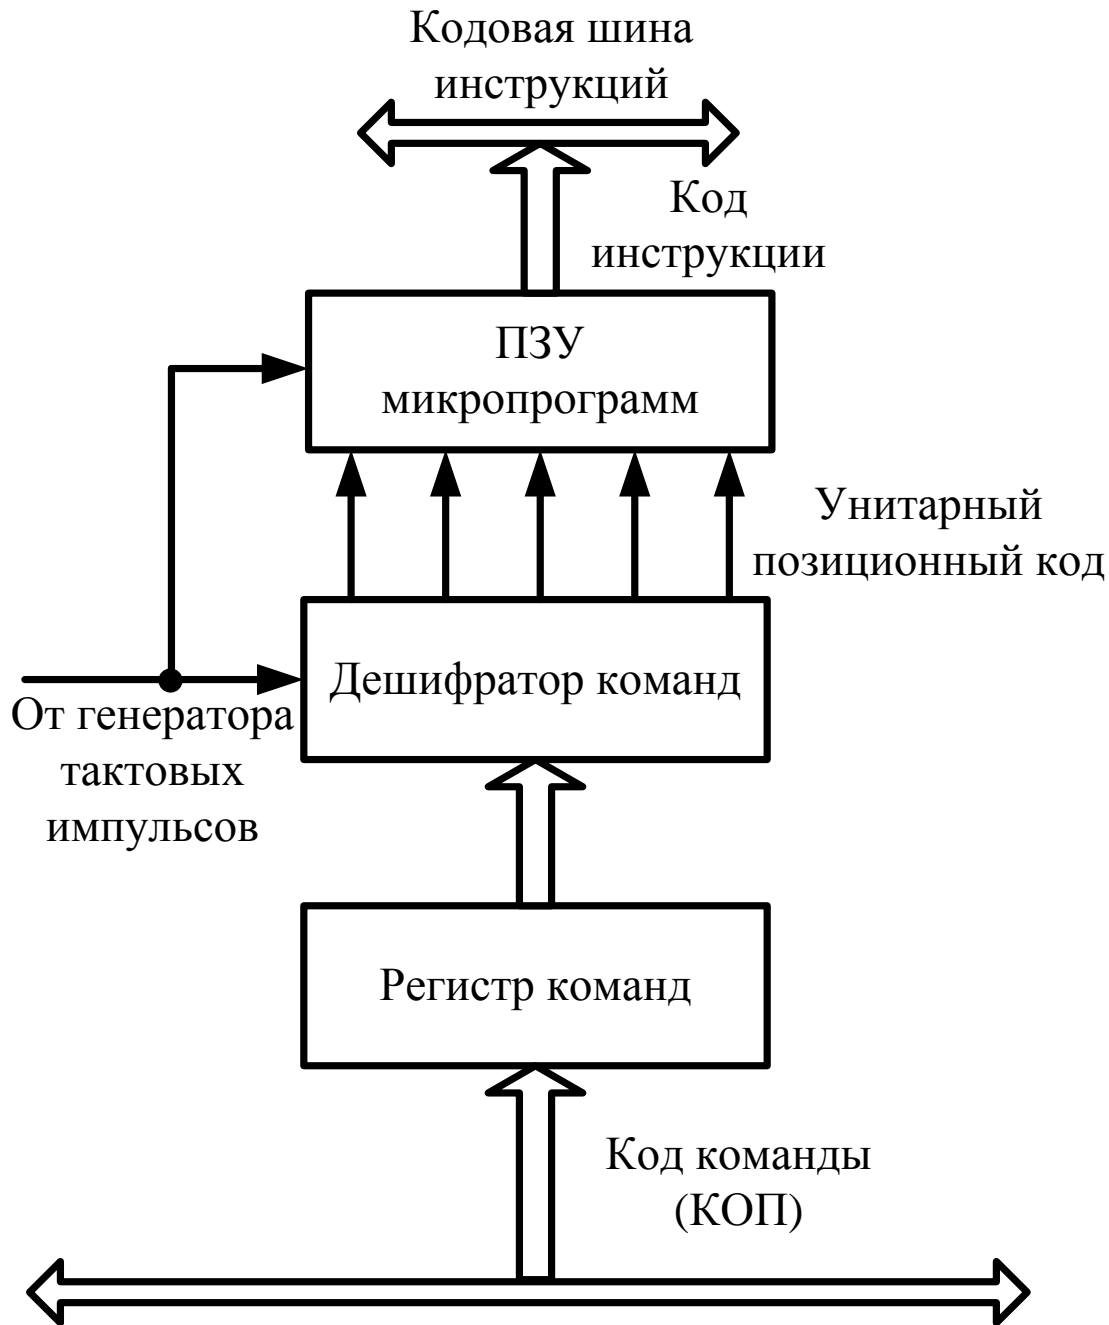 Кодовая шина
инструкций
Код
инструкции
ПЗУ
микропрограмм
Унитарный
позиционный код
Дешифратор команд
От генератора
тактовых
импульсов
Регистр команд
Код команды
(КОП)